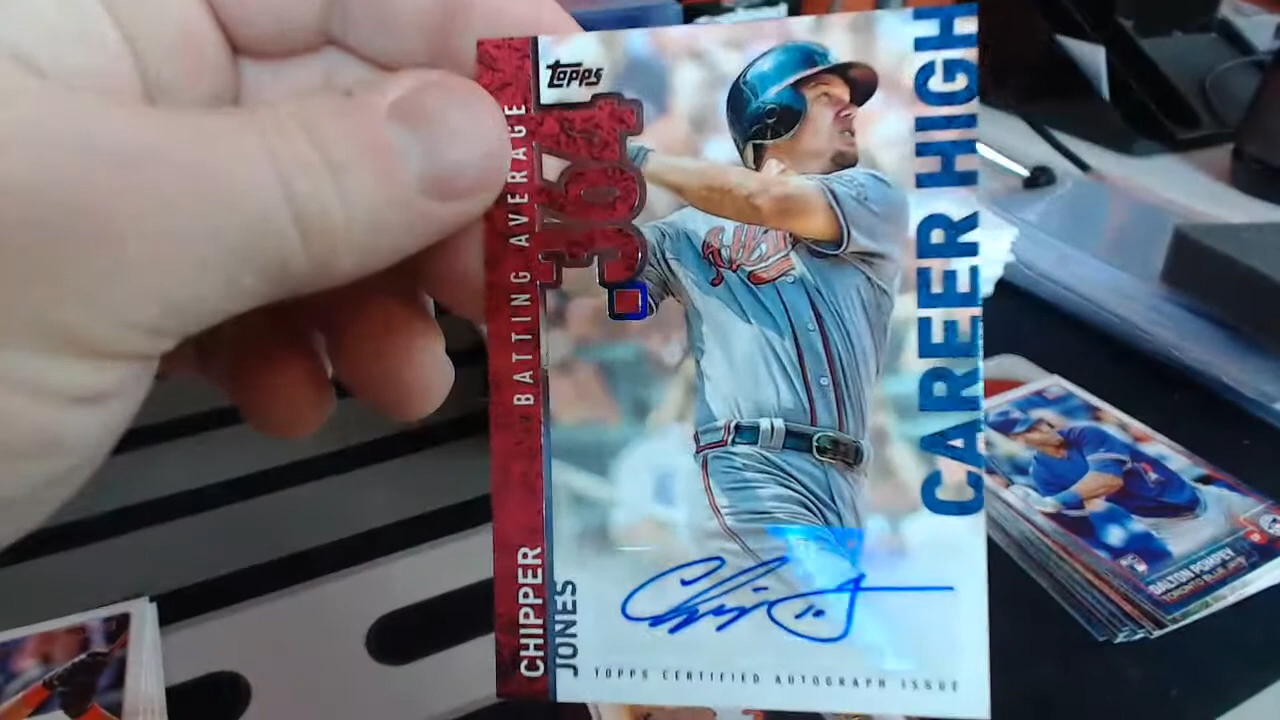 Topps
BATTING AVERAGE
.364
CAREER HIGH
CHIPPER
JONES
TOPPS CERTIFIED AUTOGRAPH ISSUE
DALTON POMPEY
TORONTO BLUE JAYS